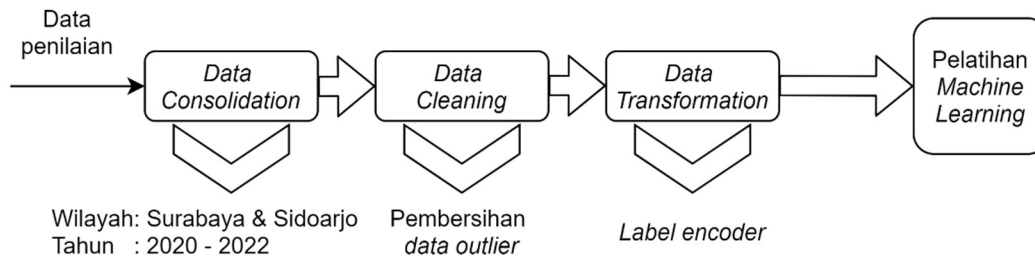 Data
penilaian
Data
Consolidation
Data
Cleaning
Data
Transformation
Pelatihan
Machine
Learning
Wilayah: Surabaya & Sidoarjo
Tahun : 2020 - 2022
Pembersihan
data outlier
Label encoder